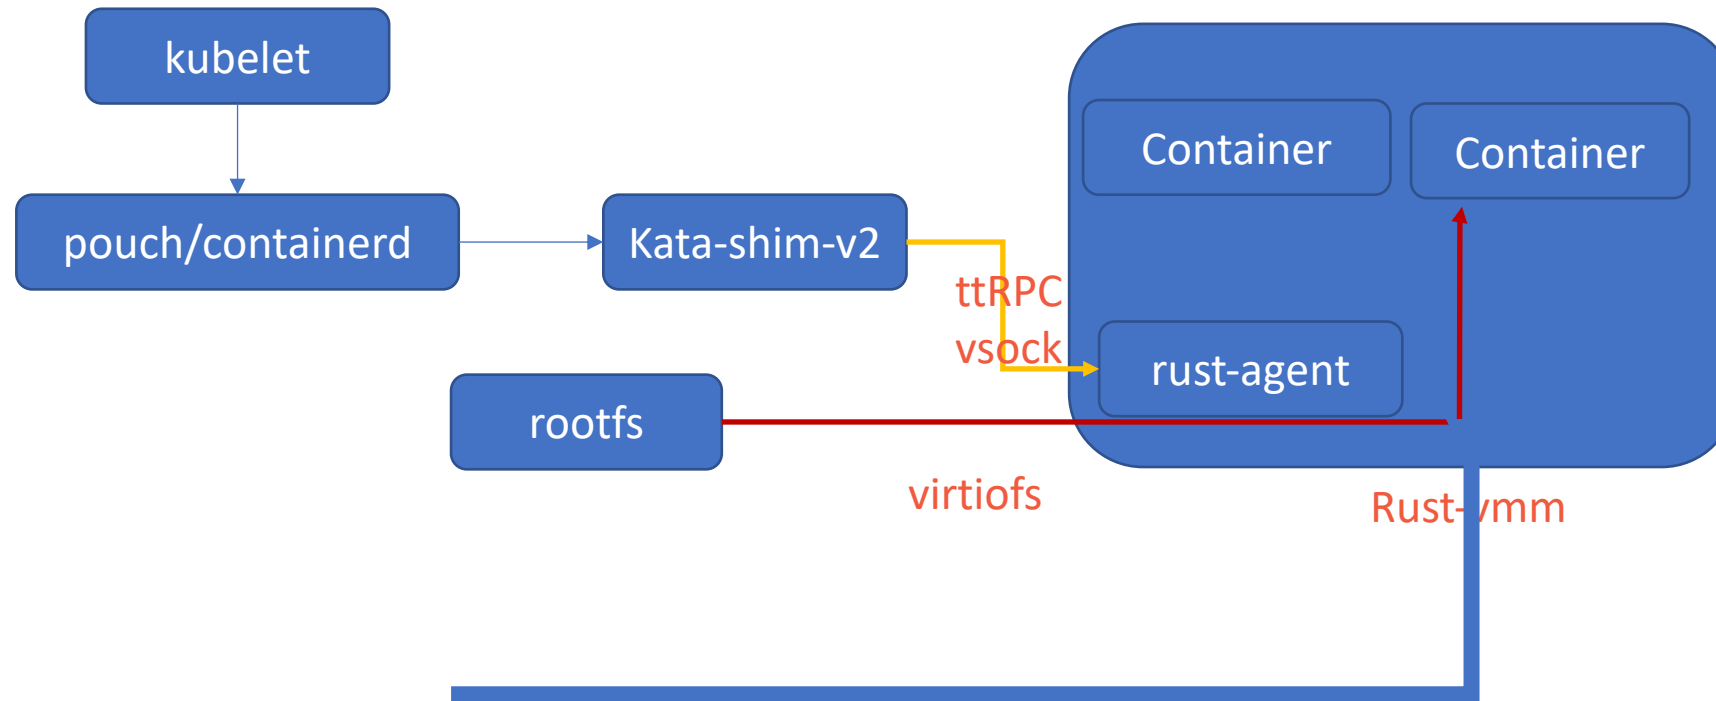 kubelet
Container
Container
pouch/containerd
Kata-shim-v2
ttRPC
vsock
rust-agent
rootfs
virtiofs
Rust-vmm